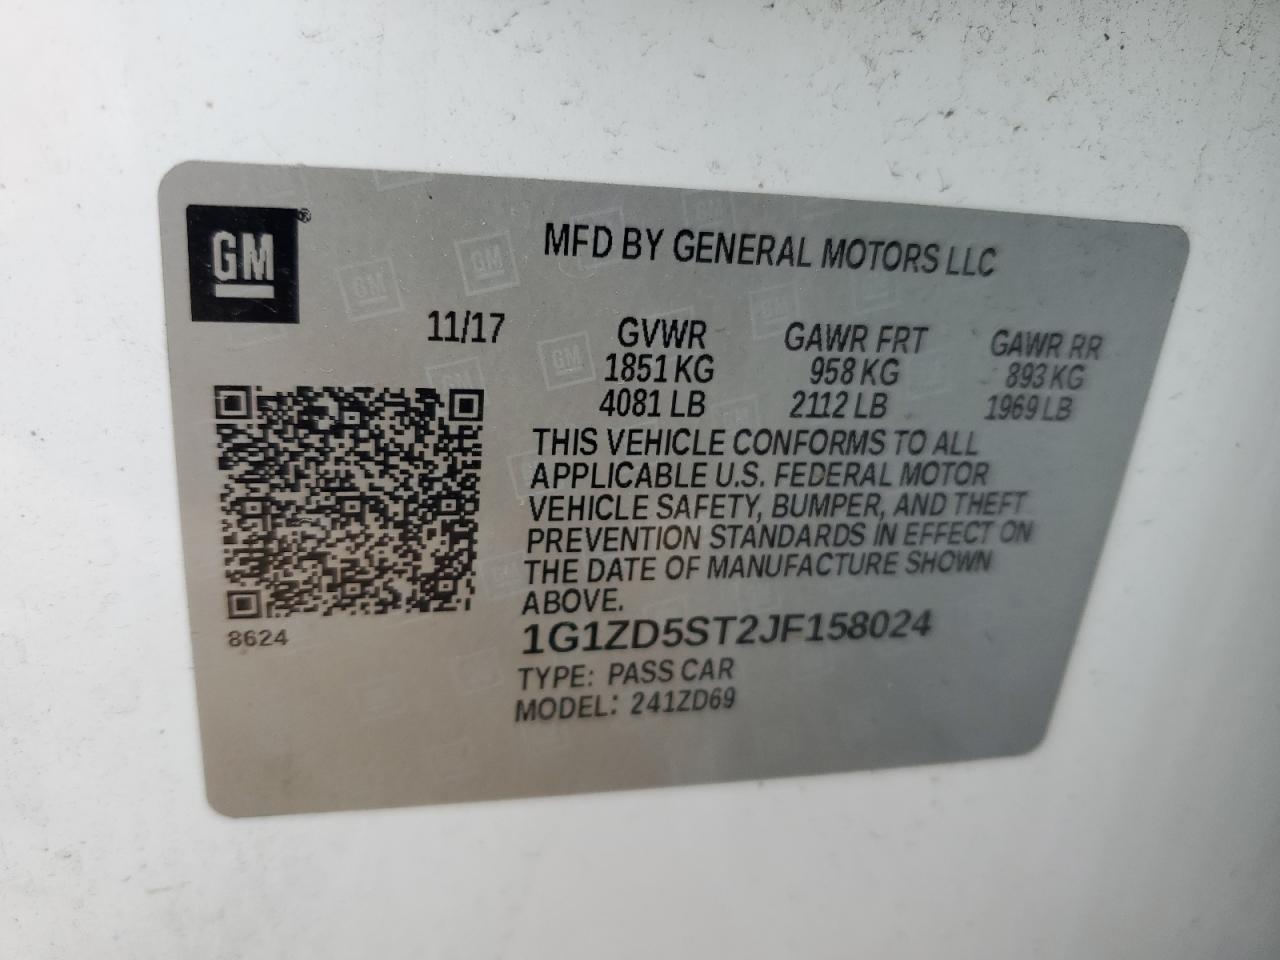 GM®
MFD BY GENERAL MOTORS LLC
11/17
GVWR GAWR FRT GAWR RR
1851 KG 958 KG 893 KG
4081 LB 2112 LB 1969 LB
THIS VEHICLE CONFORMS TO ALL
APPLICABLE U.S. FEDERAL MOTOR
VEHICLE SAFETY, BUMPER, AND THEFT
PREVENTION STANDARDS IN EFFECT ON
THE DATE OF MANUFACTURE SHOWN
ABOVE.
8624
1G1ZD5ST2JF158024
TYPE: PASS CAR
MODEL: 241ZD69